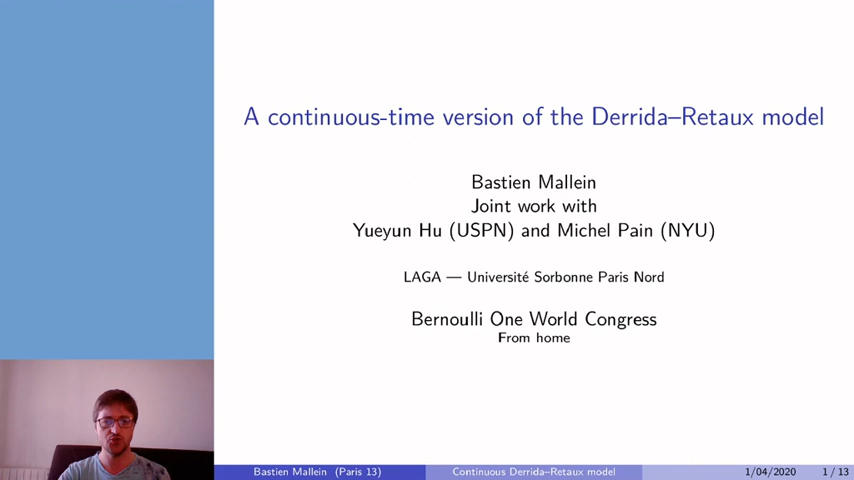 A continuous-time version of the Derrida–Retaux model
Bastien Mallein
Joint work with
Yueyun Hu (USPN) and Michel Pain (NYU)
LAGA — Université Sorbonne Paris Nord
Bernoulli One World Congress
From home
Bastien Mallein (Paris 13) Continuous Derrida–Retaux model 1/04/2020 1 / 13